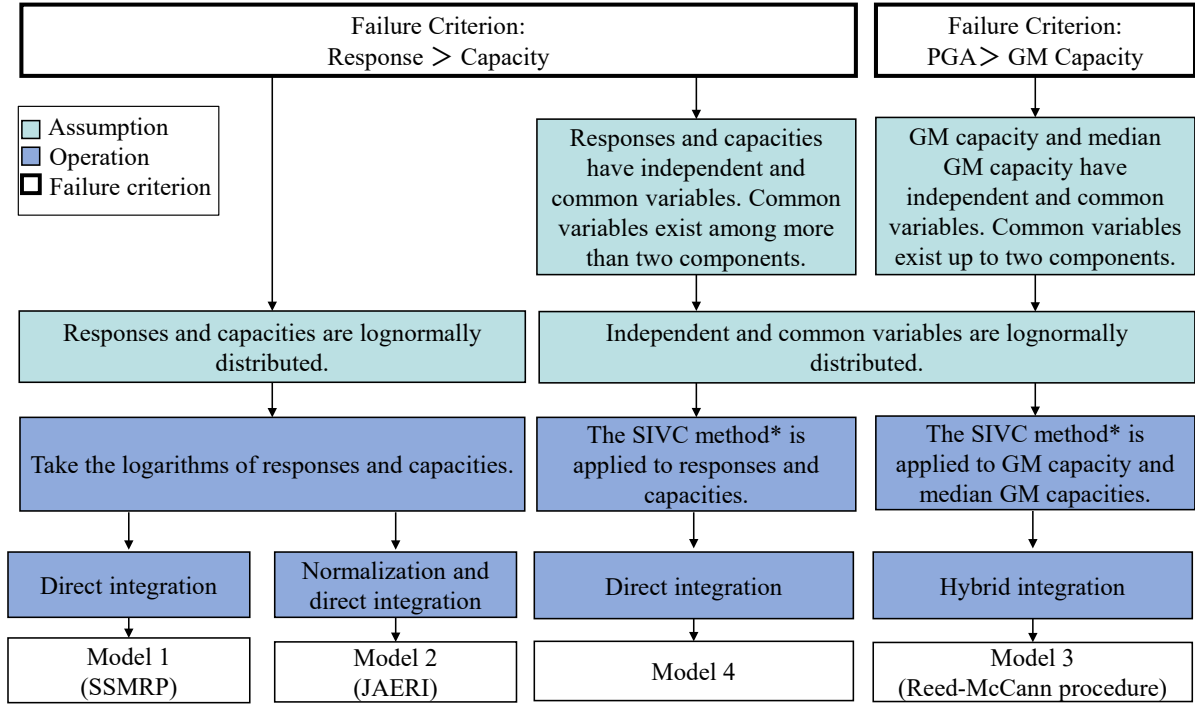 Failure Criterion:
Response > Capacity
Failure Criterion:
PGA> GM Capacity
Assumption
Operation
Failure criterion
Responses and capacities
have independent and
common variables. Common
variables exist among more
than two components.
GM capacity and median
GM capacity have
independent and common
variables. Common variables
exist up to two components.
Responses and capacities are lognormally
distributed.
Independent and common variables are lognormally
distributed.
Take the logarithms of responses and capacities.
The SIVC method* is
applied to responses and
capacities.
The SIVC method* is
applied to GM capacity and
median GM capacities.
Direct integration
Normalization and
direct integration
Direct integration
Hybrid integration
Model 1
(SSMRP)
Model 2
(JAERI)
Model 4
Model 3
(Reed-McCann procedure)